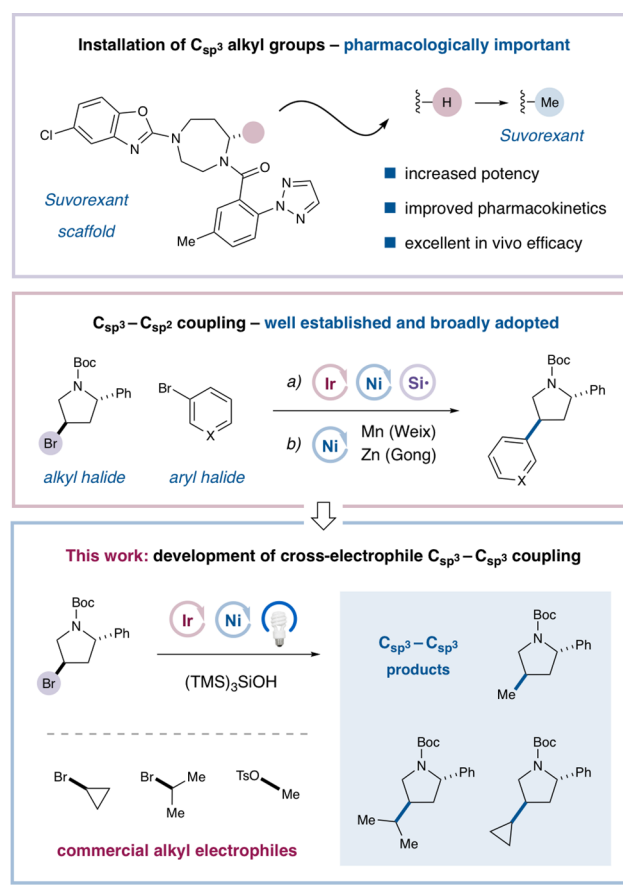 Installation of Csp3 alkyl groups – pharmacologically important
Cl
O
N
N
N
O
Me
N
N
N
Suvorexant
scaffold
H
Me
Suvorexant
increased potency
improved pharmacokinetics
excellent in vivo efficacy
Csp3–Csp2 coupling – well established and broadly adopted
Boc
N
Ph
Br
alkyl halide
Br
X
aryl halide
a) Ir Ni Si•
b) Ni Mn (Weix)
Zn (Gong)
Boc
N
Ph
X
This work: development of cross-electrophile Csp3–Csp3 coupling
Boc
N
Ph
Br
Ir Ni
(TMS)3SiOH
Br
Br Me
Me
TsO
Me
commercial alkyl electrophiles
Csp3–Csp3
products
Boc
N
Ph
Me
Boc
N
Ph
Me
Me
Boc
N
Ph